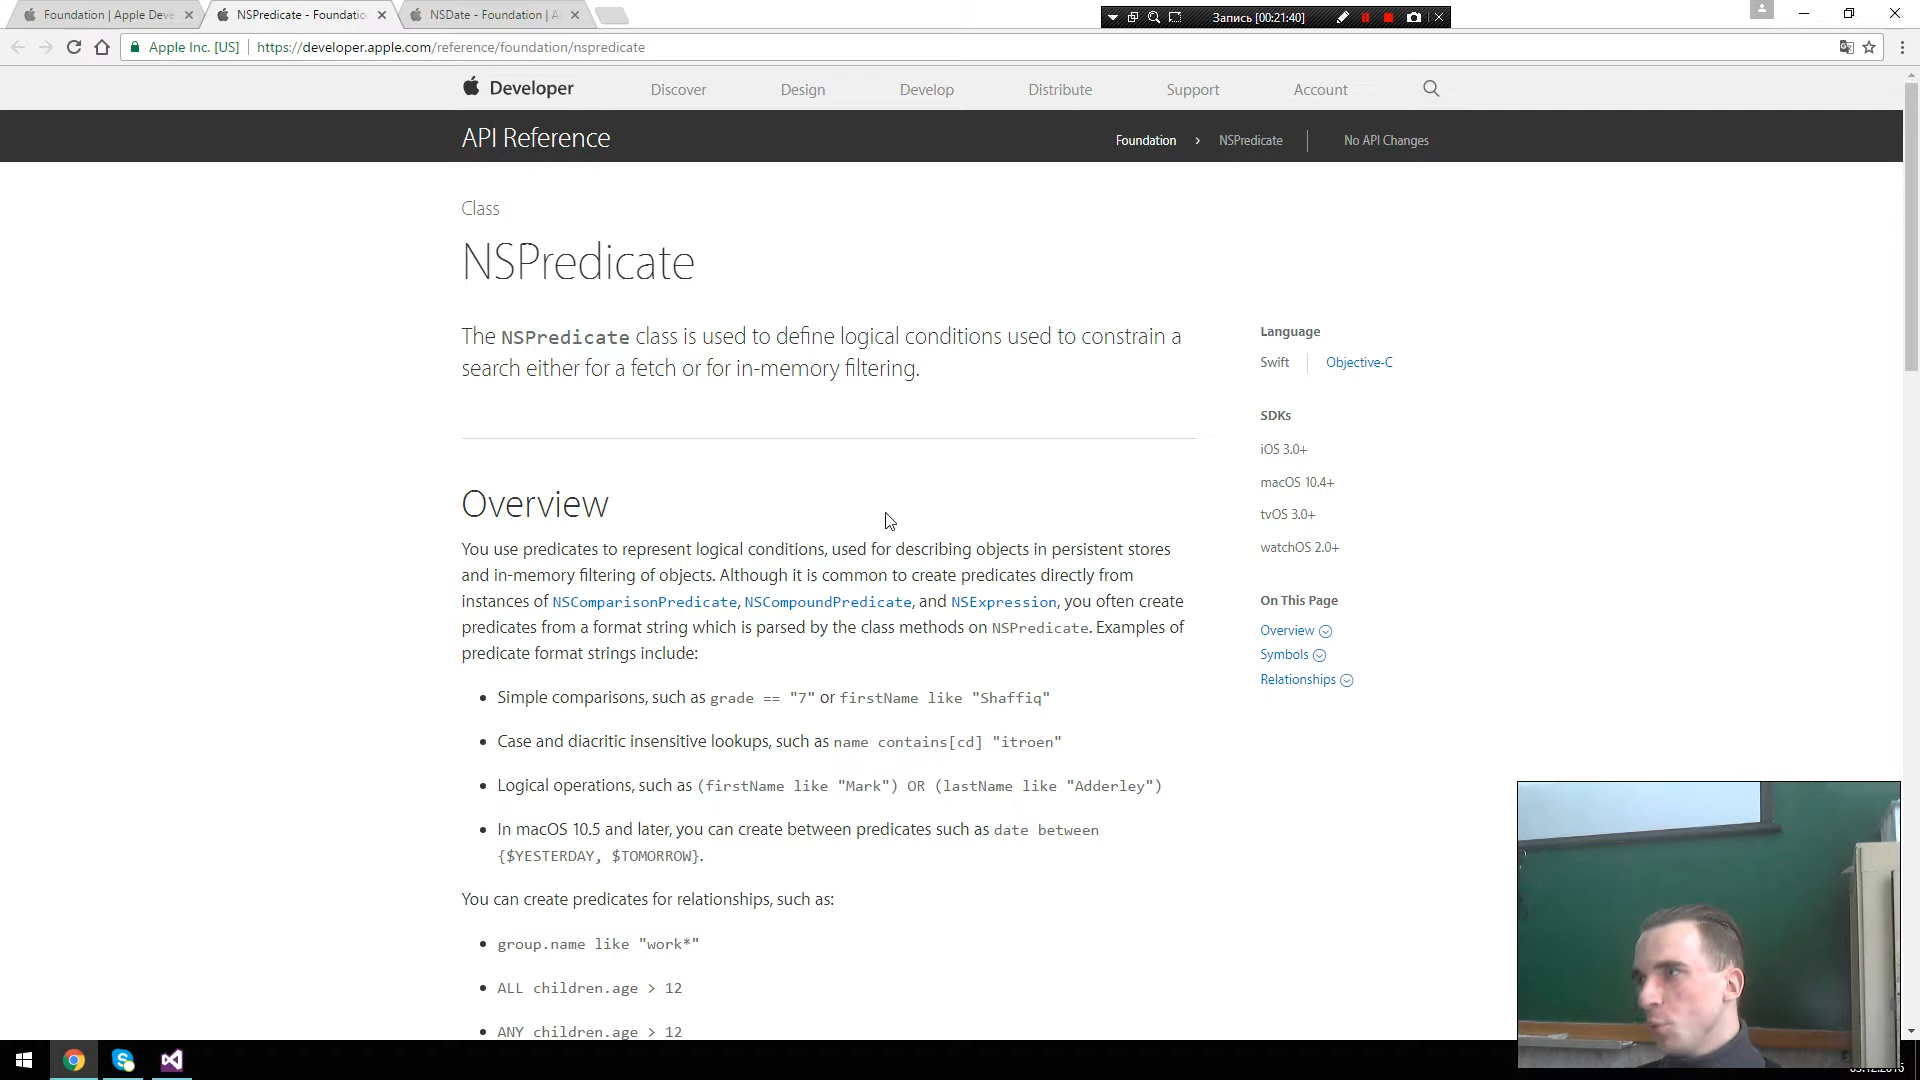 Foundation | Apple Deve
NSPredicate - Foundatio
NSDate - Foundation | A
Запись [00:21:40]
Apple Inc. [US]
https://developer.apple.com/reference/foundation/nspredicate
Developer
Discover
Design
Develop
Distribute
Support
Account
API Reference
Foundation
NSPredicate
No API Changes
Class
NSPredicate
The NSPredicate class is used to define logical conditions used to constrain a
search either for a fetch or for in-memory filtering.
Language
Swift
Objective-C
SDKs
iOS 3.0+
macOS 10.4+
tvOS 3.0+
watchOS 2.0+
On This Page
Overview
Symbols
Relationships
Overview
You use predicates to represent logical conditions, used for describing objects in persistent stores
and in-memory filtering of objects. Although it is common to create predicates directly from
instances of NSComparisonPredicate, NSCompoundPredicate, and NSExpression, you often create
predicates from a format string which is parsed by the class methods on NSPredicate. Examples of
predicate format strings include:
• Simple comparisons, such as grade == "7" or firstName like "Shaffiq"
• Case and diacritic insensitive lookups, such as name contains[cd] "itroen"
• Logical operations, such as (firstName like "Mark") OR (lastName like "Adderley")
• In macOS 10.5 and later, you can create between predicates such as date between
{$YESTERDAY, $TOMORROW}.
You can create predicates for relationships, such as:
• group.name like "work*"
• ALL children.age > 12
• ANY children.age > 12